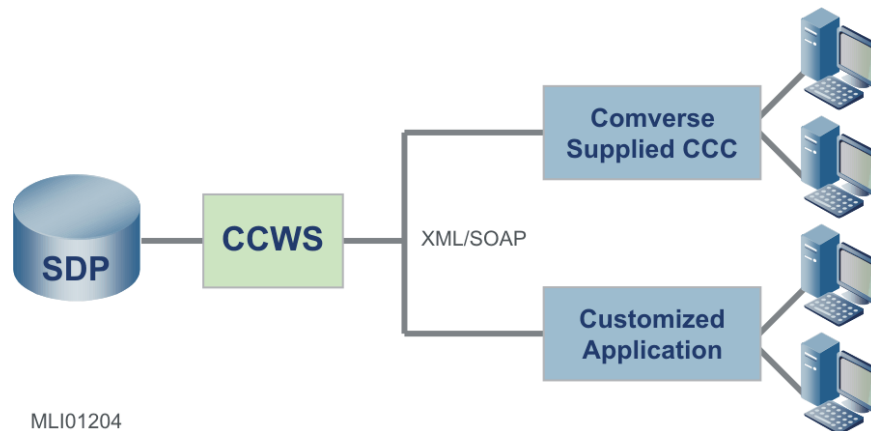 Comverse
Supplied CCC
SDP
CCWS
XML/SOAP
Customized
Application
MLI01204